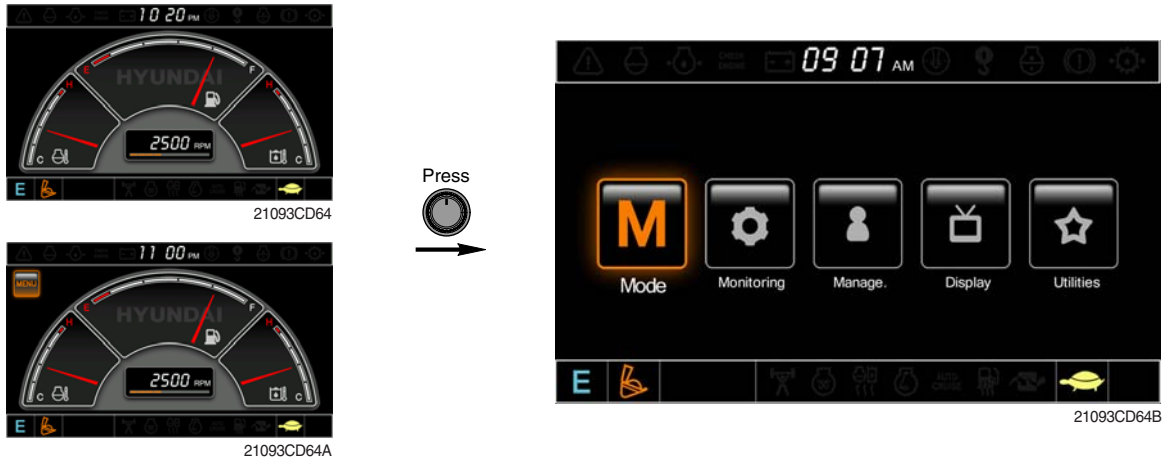 10 20 PM
E
F
HYUNDAI
H
H
2500 RPM
C
C
E
21093CD64
11 00 PM
MENU
E
F
HYUNDAI
H
H
2500 RPM
C
C
E
21093CD64A
Press
CHECK ENGINE
09 07 AM
M
Mode
Monitoring
Manage.
Display
Utilities
E
AUTO
CRUISE
21093CD64B